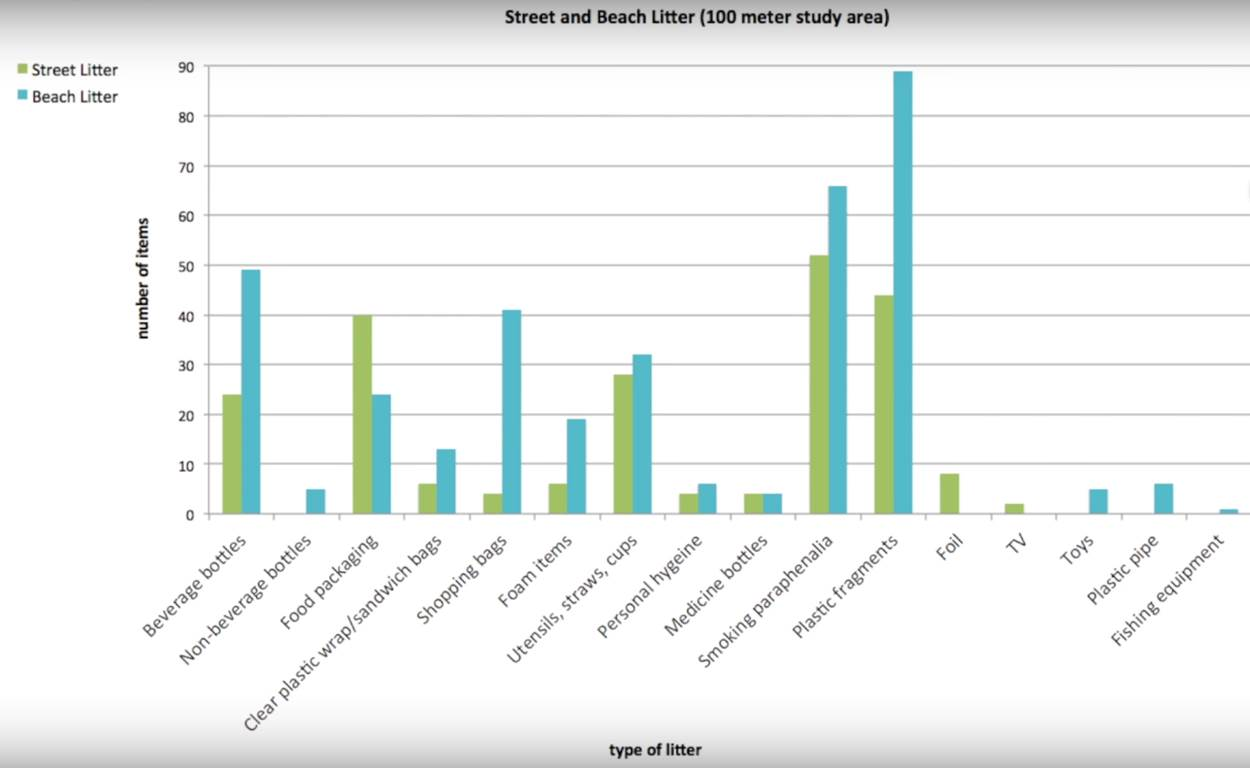 Street and Beach Litter (100 meter study area)
Street Litter
Beach Litter
90
80
70
60
50
40
30
20
10
0
number of items
Beverage bottles
Non-beverage bottles
Food packaging
Clear plastic wrap/sandwich bags
Shopping bags
Foam items
Utensils, straws, cups
Personal hygeine
Medicine bottles
Smoking paraphenalia
Plastic fragments
Foil
TV
Toys
Plastic pipe
Fishing equipment
type of litter